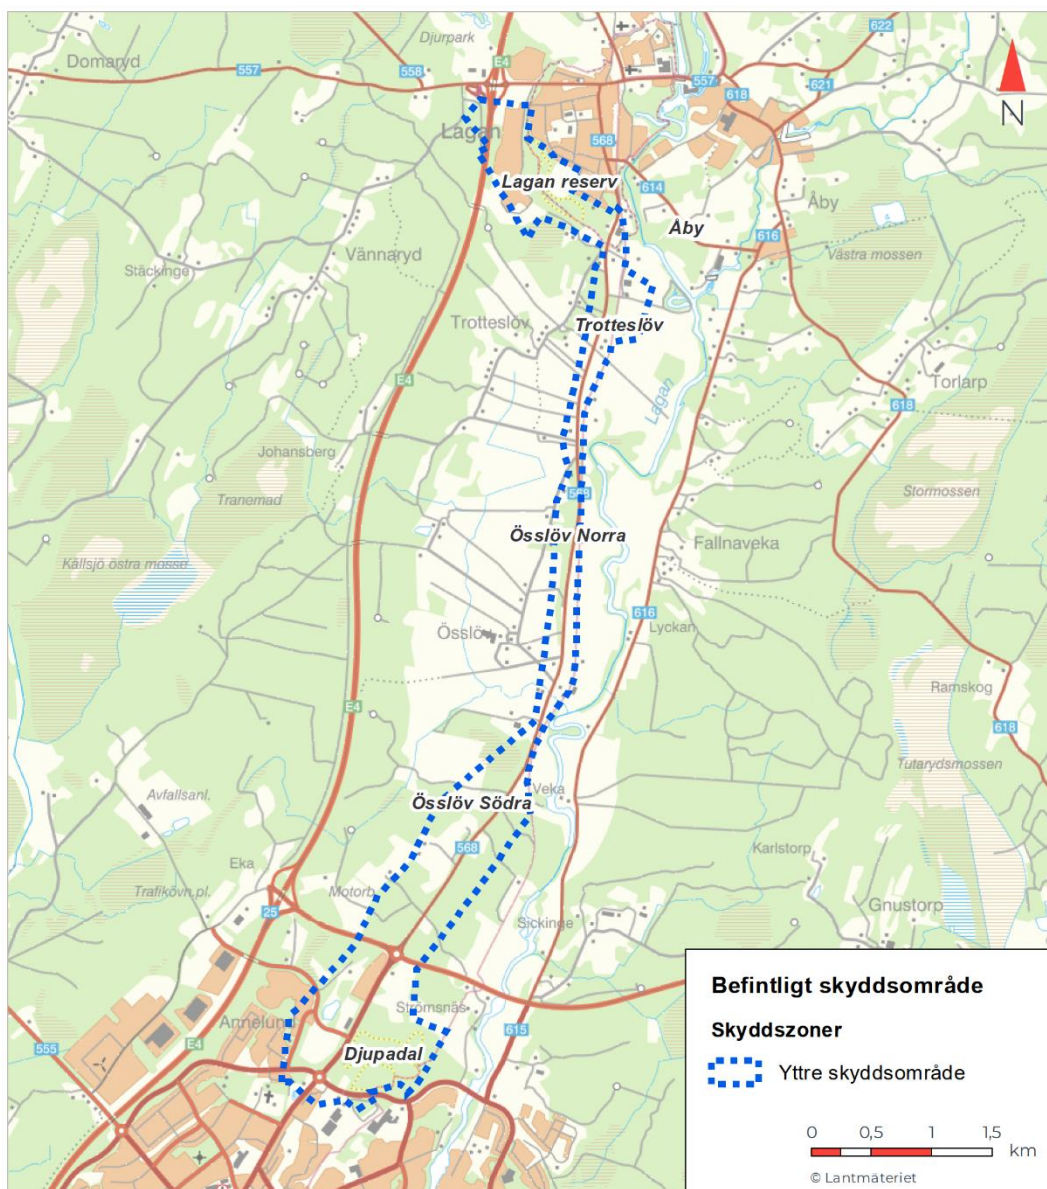 Djurpark
622
Domaryd
E4
557
558
557
621
618
Lagan
568
Lagan reserv
614
Åby
Åby
616
Västra mossen
Vännaryd
Stäckinge
Trotteslöv
Trotteslöv
E4
Lagan
Torlarp
618
Johansberg
Tranemad
568
Stormossen
Össlöv Norra
Fallnaveka
Källsjö östra mosse
616
Lyckan
Össlöv
Ramskog
E4
618
Tutarydsmossen
Avfallsanl.
Össlöv Södra
Veka
568
Karlstorp
Eka
Trafikövn.pl.
Motorb
25
Gnustorp
Sickinge
Strömsnäs
Annelund
615
555
E4
Djupadal
N
Befintligt skyddsområde
Skyddszoner
Yttre skyddsområde
0 0,5 1 1,5
km
© Lantmäteriet